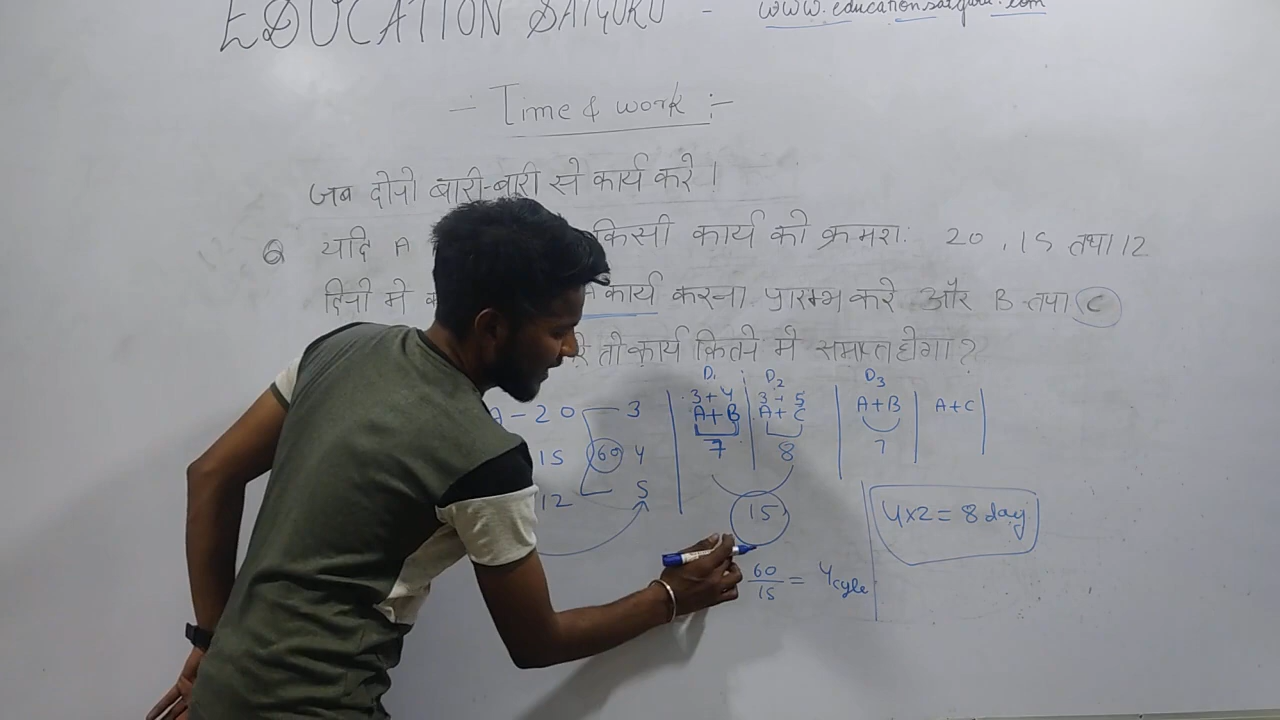 EDUCATION SATGURU - www.educationsatguru.com
- Time & work :-
जब दोनो बारी-बारी से कार्य करे ।
Q यदि A किसी कार्य को क्रमशः 20, 15 तथा 12
दिनो मे कार्य करना प्रारम्भ करे और B तथा C
तो कार्य कितने मे समाप्त होगा ?
D1 D2 D3
3+4 3+5
A-20 3 A+B A+C A+B A+C
15 60 4 7 8 7
12 5 15 4x2 = 8 day
60/15 = 4 cycle